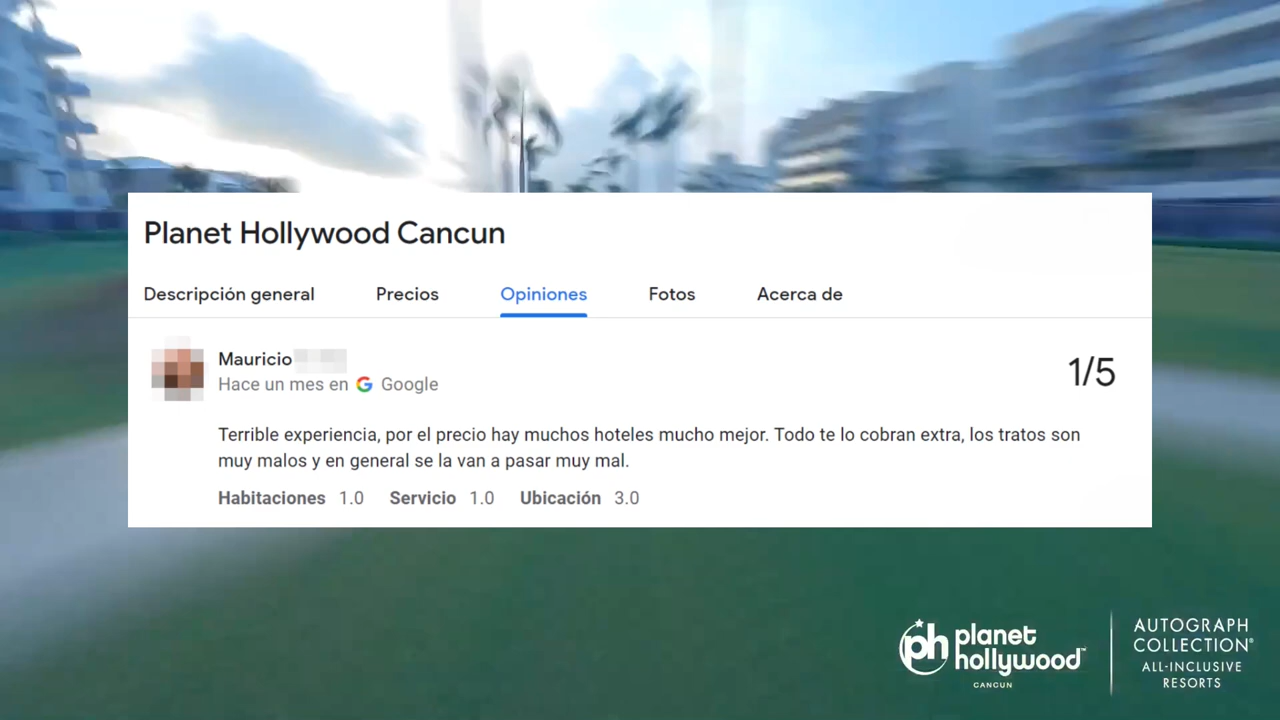 Planet Hollywood Cancun
Descripción general Precios Opiniones Fotos Acerca de
Mauricio
Hace un mes en Google
1/5
Terrible experiencia, por el precio hay muchos hoteles mucho mejor. Todo te lo cobran extra, los tratos son
muy malos y en general se la van a pasar muy mal.
Habitaciones 1.0 Servicio 1.0 Ubicación 3.0
ph planet hollywood™
CANCUN
AUTOGRAPH
COLLECTION®
ALL-INCLUSIVE
RESORTS